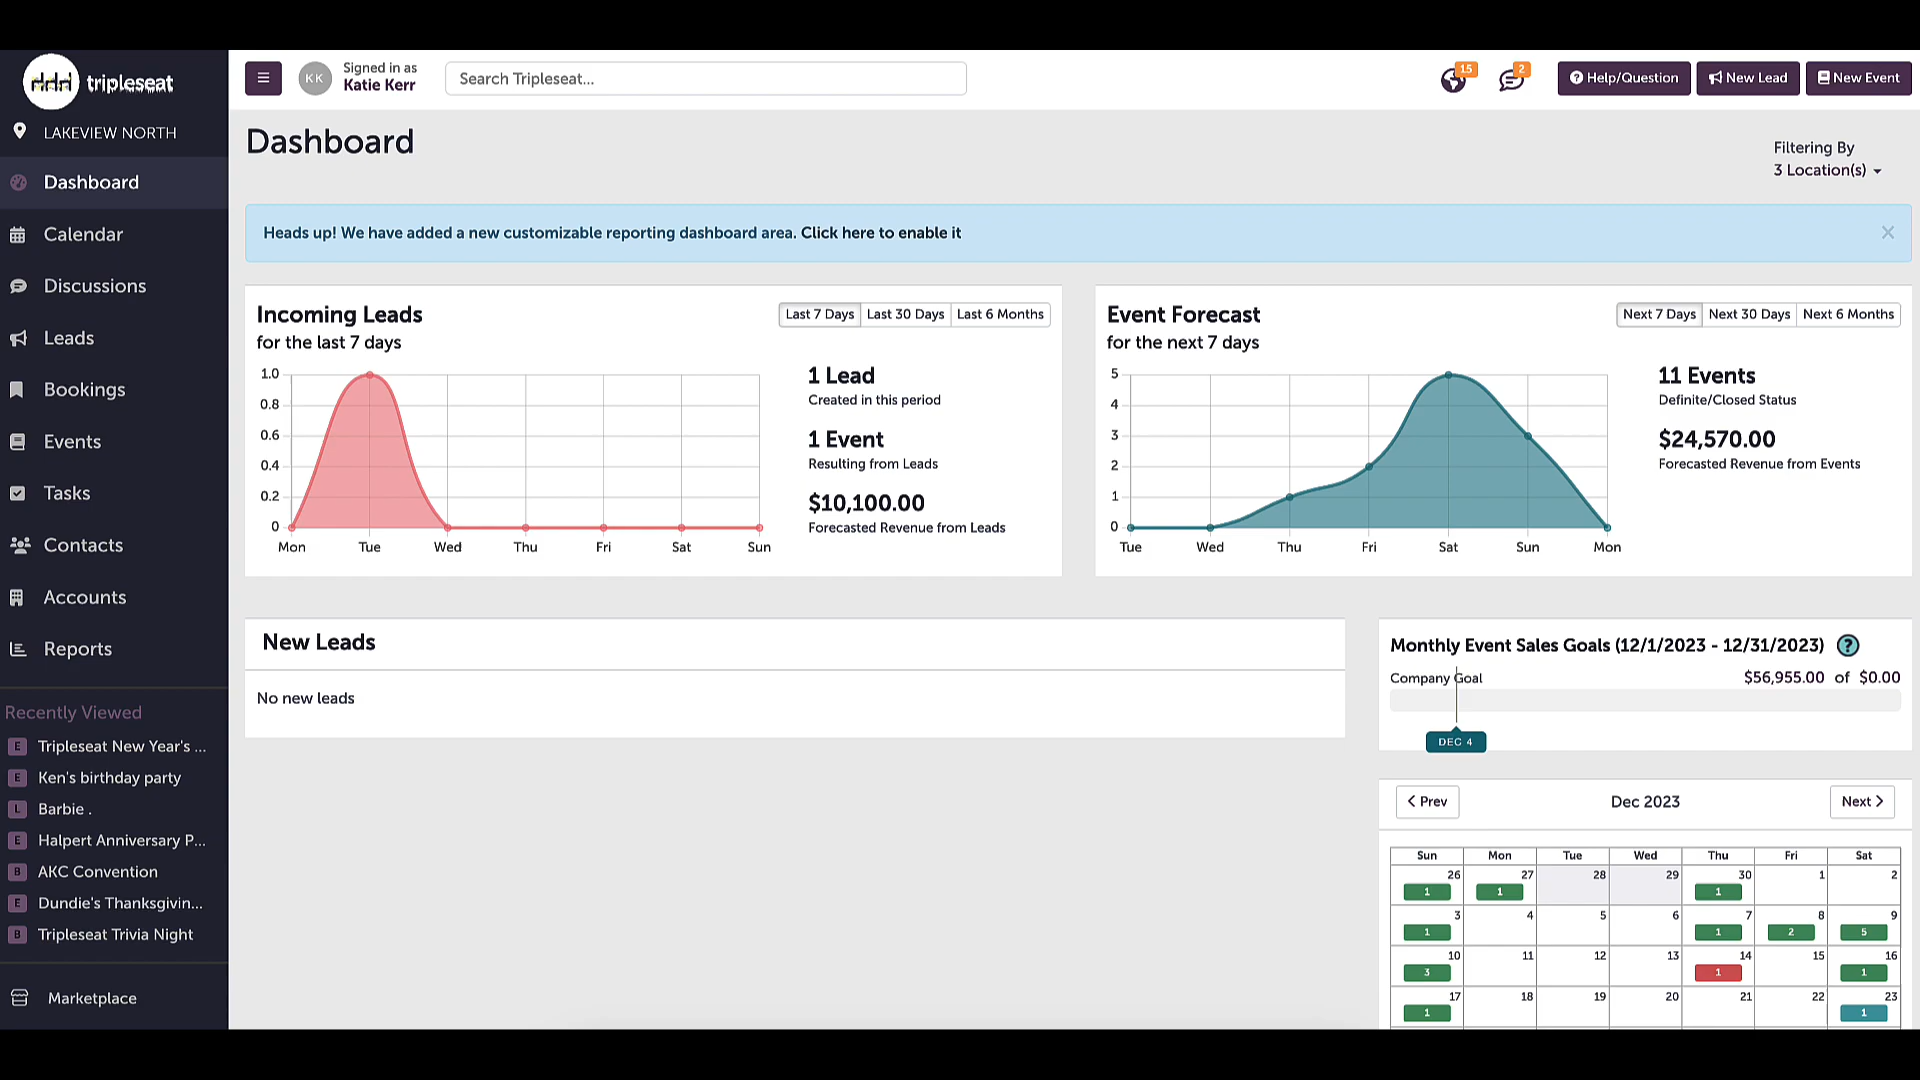 tripleseat
LAKEVIEW NORTH
Dashboard
Calendar
Discussions
Leads
Bookings
Events
Tasks
Contacts
Accounts
Reports
Recently Viewed
E Tripleseat New Year's ...
E Ken's birthday party
L Barbie .
E Halpert Anniversary P...
B AKC Convention
E Dundie's Thanksgivin...
B Tripleseat Trivia Night
Marketplace
KK
Signed in as
Katie Kerr
Search Tripleseat...
15
2
Help/Question
New Lead
New Event
Dashboard
Filtering By
3 Location(s)
Heads up! We have added a new customizable reporting dashboard area. Click here to enable it
Incoming Leads
for the last 7 days
Last 7 Days Last 30 Days Last 6 Months
1.0
0.8
0.6
0.4
0.2
0
Mon Tue Wed Thu Fri Sat Sun
1 Lead
Created in this period
1 Event
Resulting from Leads
$10,100.00
Forecasted Revenue from Leads
Event Forecast
for the next 7 days
Next 7 Days Next 30 Days Next 6 Months
5
4
3
2
1
0
Tue Wed Thu Fri Sat Sun Mon
11 Events
Definite/Closed Status
$24,570.00
Forecasted Revenue from Events
New Leads
No new leads
Monthly Event Sales Goals (12/1/2023 - 12/31/2023) ?
Company Goal $56,955.00 of $0.00
DEC 4
Prev Dec 2023 Next
Sun Mon Tue Wed Thu Fri Sat
26 27 28 29 30 1 2
1 1 1
3 4 5 6 7 8 9
1 1 2 5
10 11 12 13 14 15 16
3 1 1
17 18 19 20 21 22 23
1 1